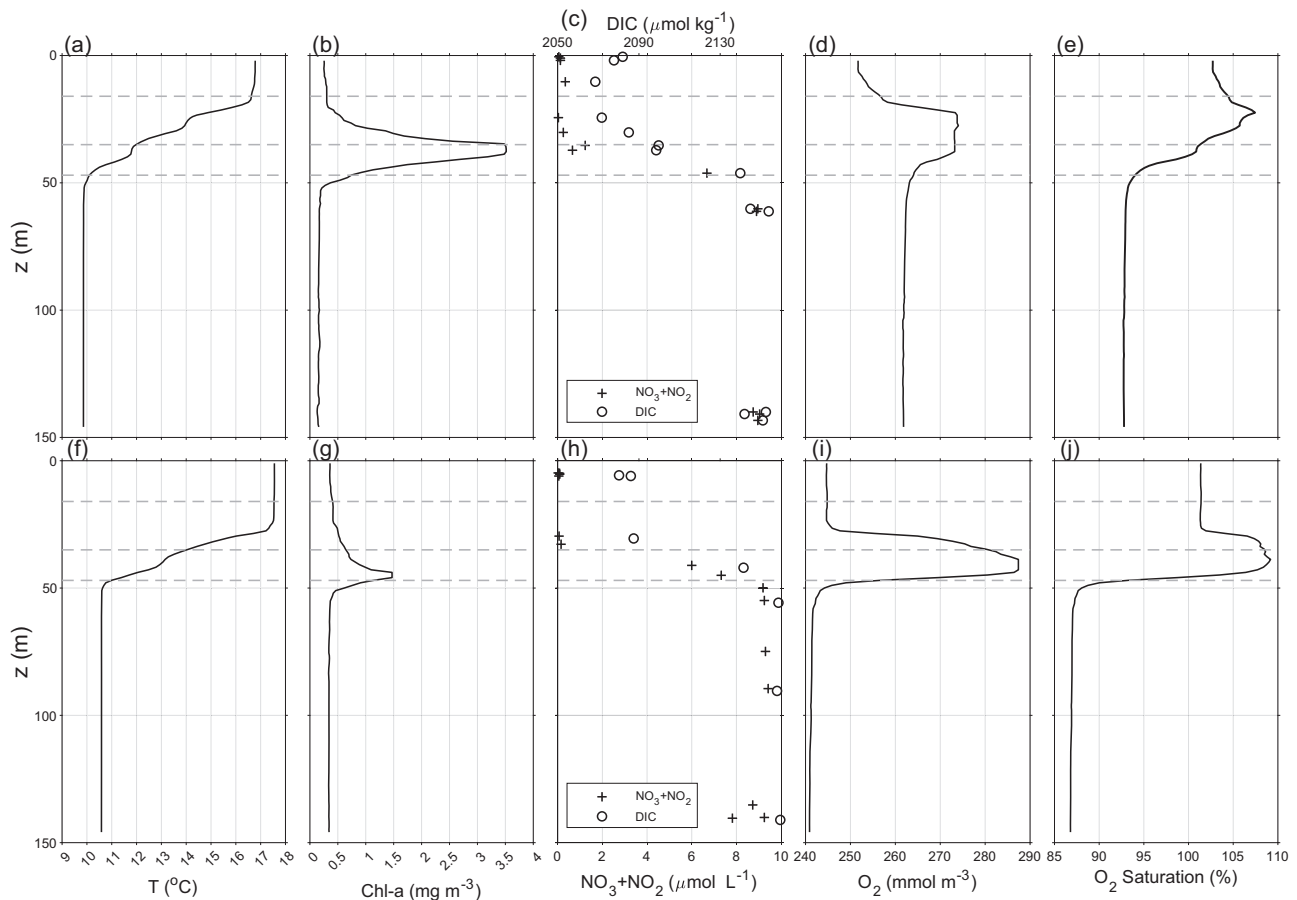 (c) DIC (μmol kg-1)
2050 2090 2130
(a) (b) (d) (e)
0
50
100
150
z (m)
NO3+NO2
DIC
(f) (g) (h) (i) (j)
0
50
100
150
z (m)
NO3+NO2
DIC
9 10 11 12 13 14 15 16 17 18
T (oC)
0 0.5 1 1.5 2 2.5 3 3.5 4
Chl-a (mg m-3)
0 2 4 6 8 10
NO3+NO2 (μmol L-1)
240 250 260 270 280 290
O2 (mmol m-3)
85 90 95 100 105 110
O2 Saturation (%)